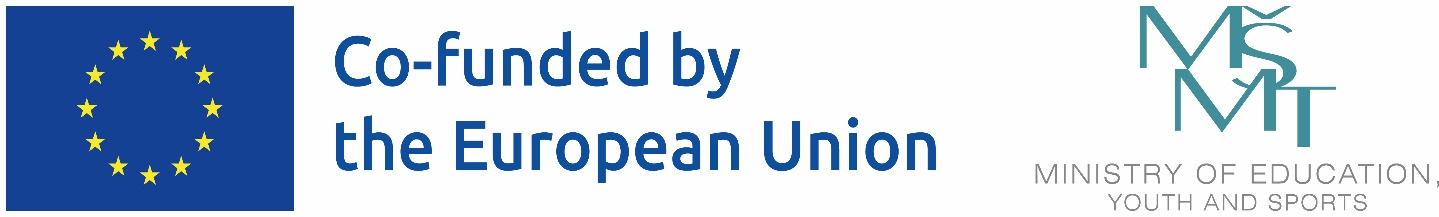 Co-funded by
the European Union
MŠMT
MINISTRY OF EDUCATION,
YOUTH AND SPORTS